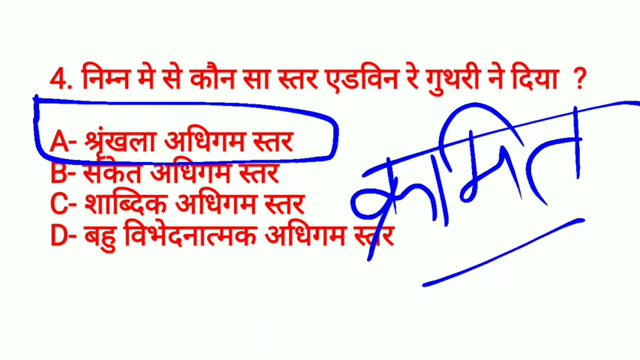 4. निम्न मे से कौन सा स्तर एडविन रे गुथरी ने दिया ?
A- श्रृंखला अधिगम स्तर
B- संकेत अधिगम स्तर
C- शाब्दिक अधिगम स्तर
D- बहु विभेदनात्मक अधिगम स्तर
क्रामित